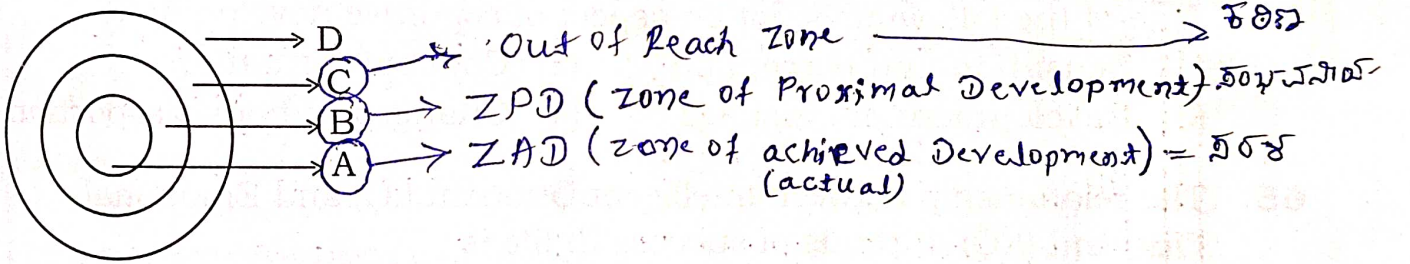 D
C Out of Reach Zone
B ZPD (Zone of Proximal Development)
A ZAD (zone of achieved Development) =
(actual)